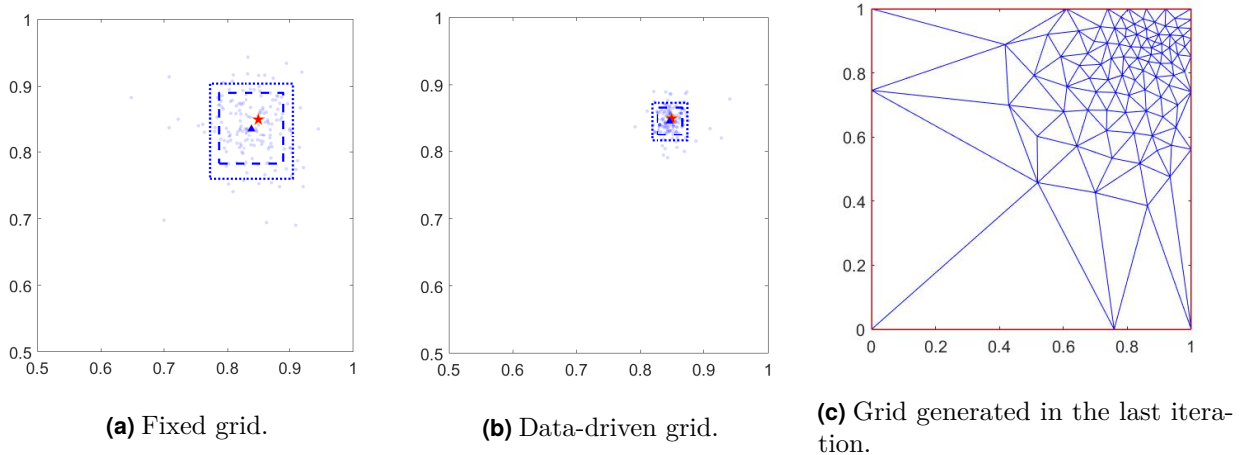 1
0.9
0.8
0.7
0.6
0.5
0.5 0.6 0.7 0.8 0.9 1
(a) Fixed grid.
1
0.9
0.8
0.7
0.6
0.5
0.5 0.6 0.7 0.8 0.9 1
(b) Data-driven grid.
1
0.8
0.6
0.4
0.2
0
0 0.2 0.4 0.6 0.8 1
(c) Grid generated in the last itera-
tion.